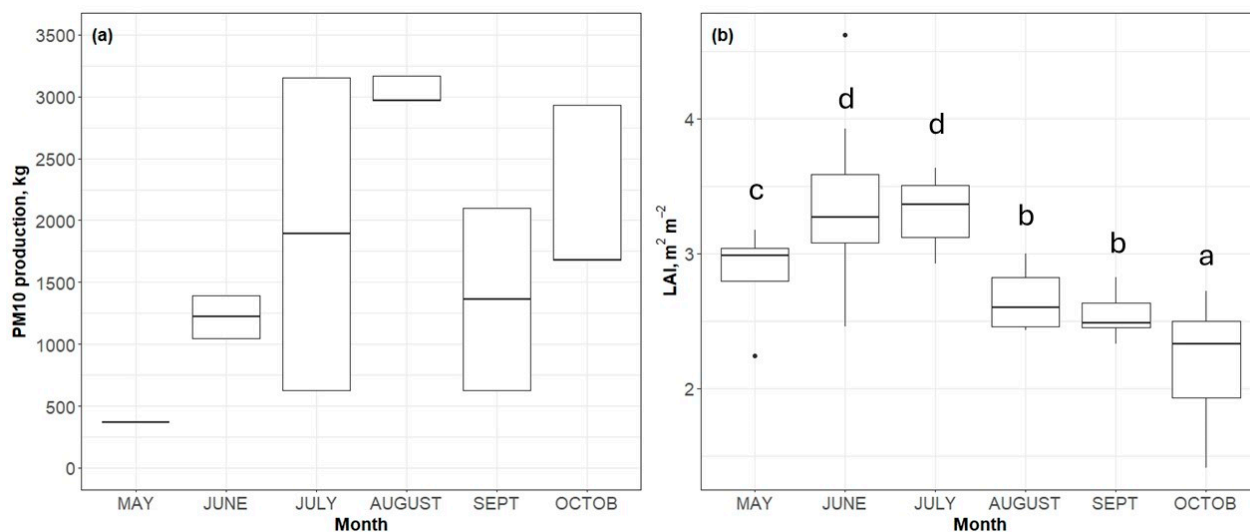 (a)
PM10 production, kg
3500
3000
2500
2000
1500
1000
500
0
MAY JUNE JULY AUGUST SEPT OCTOB
Month
(b)
LAI, m² m⁻²
4
3
2
c d d b b a
MAY JUNE JULY AUGUST SEPT OCTOB
Month